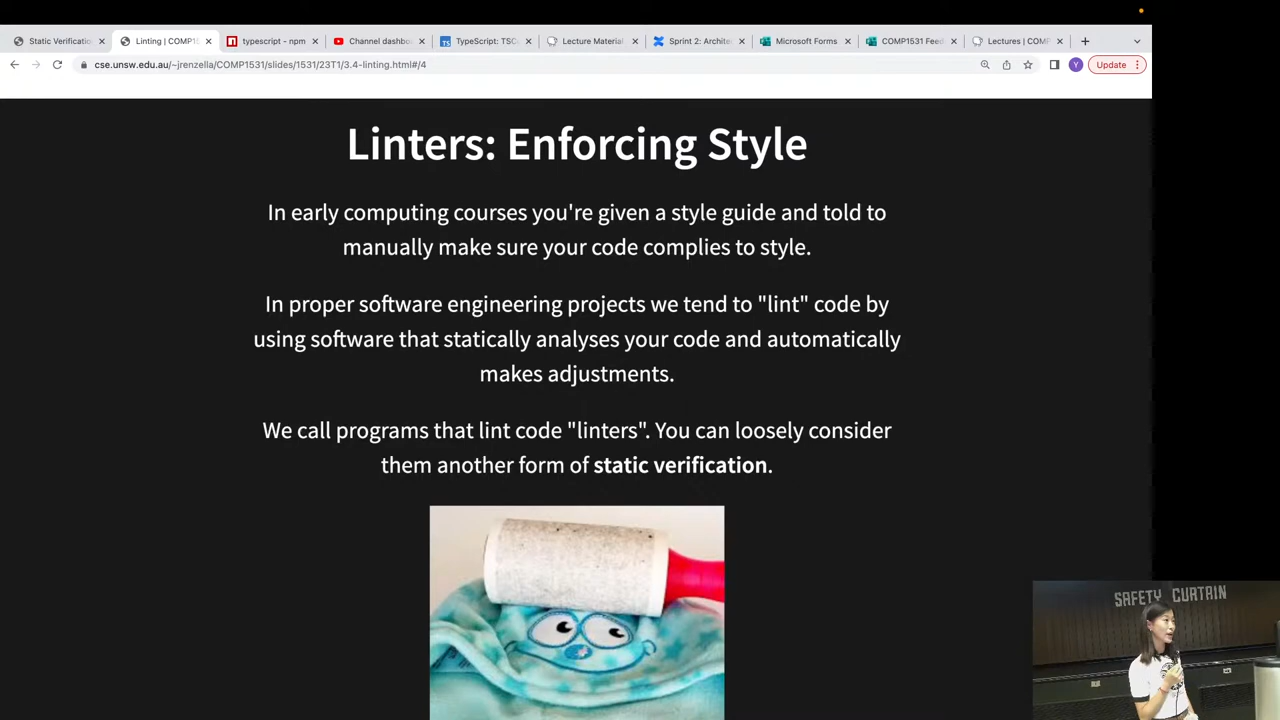 Static Verificatio
Linting | COMP15
typescript - npm
Channel dashbo
TypeScript: TSCo
Lecture Material
Sprint 2: Archite
Microsoft Forms
COMP1531 Feed
Lectures | COMP
cse.unsw.edu.au/~jrenzella/COMP1531/slides/1531/23T1/3.4-linting.html#/4
Y
Update
Linters: Enforcing Style
In early computing courses you're given a style guide and told to
manually make sure your code complies to style.
In proper software engineering projects we tend to "lint" code by
using software that statically analyses your code and automatically
makes adjustments.
We call programs that lint code "linters". You can loosely consider
them another form of static verification.
SAFETY CURTAIN